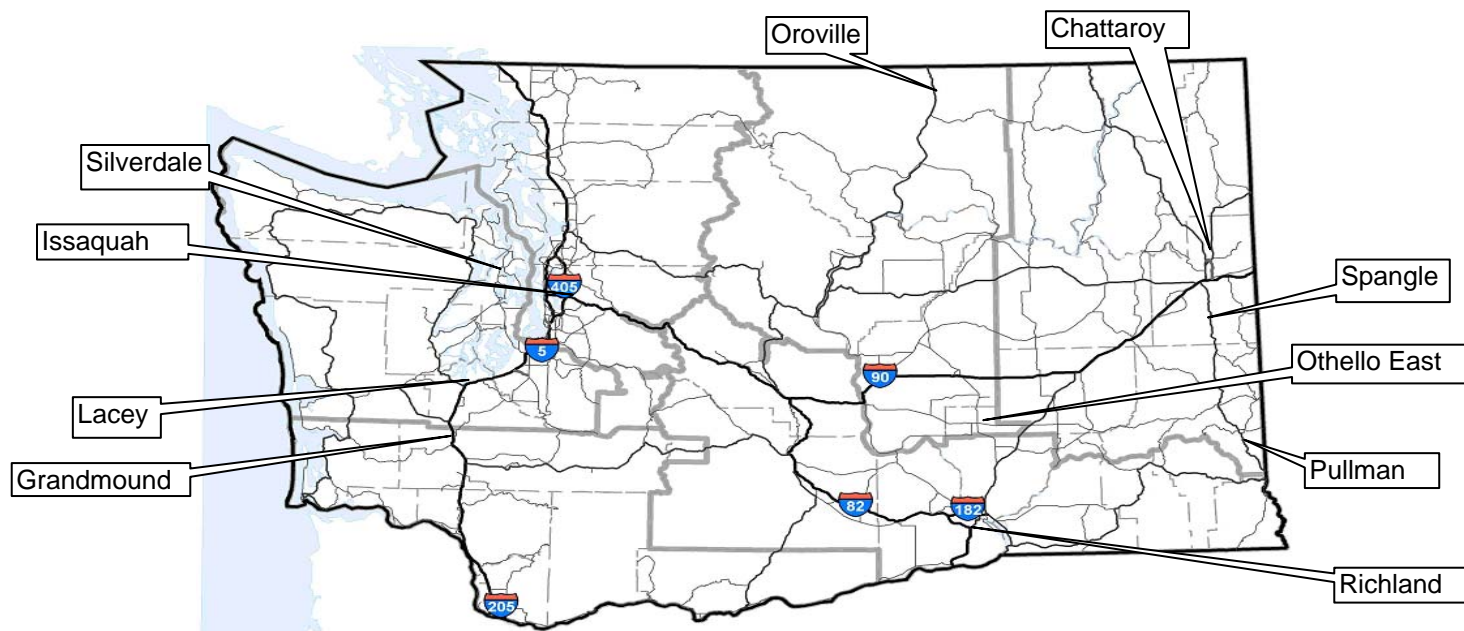 Oroville
Chattaroy
Silverdale
Issaquah
405
Spangle
5
Othello East
90
Lacey
Grandmound
Pullman
82
182
Richland
205